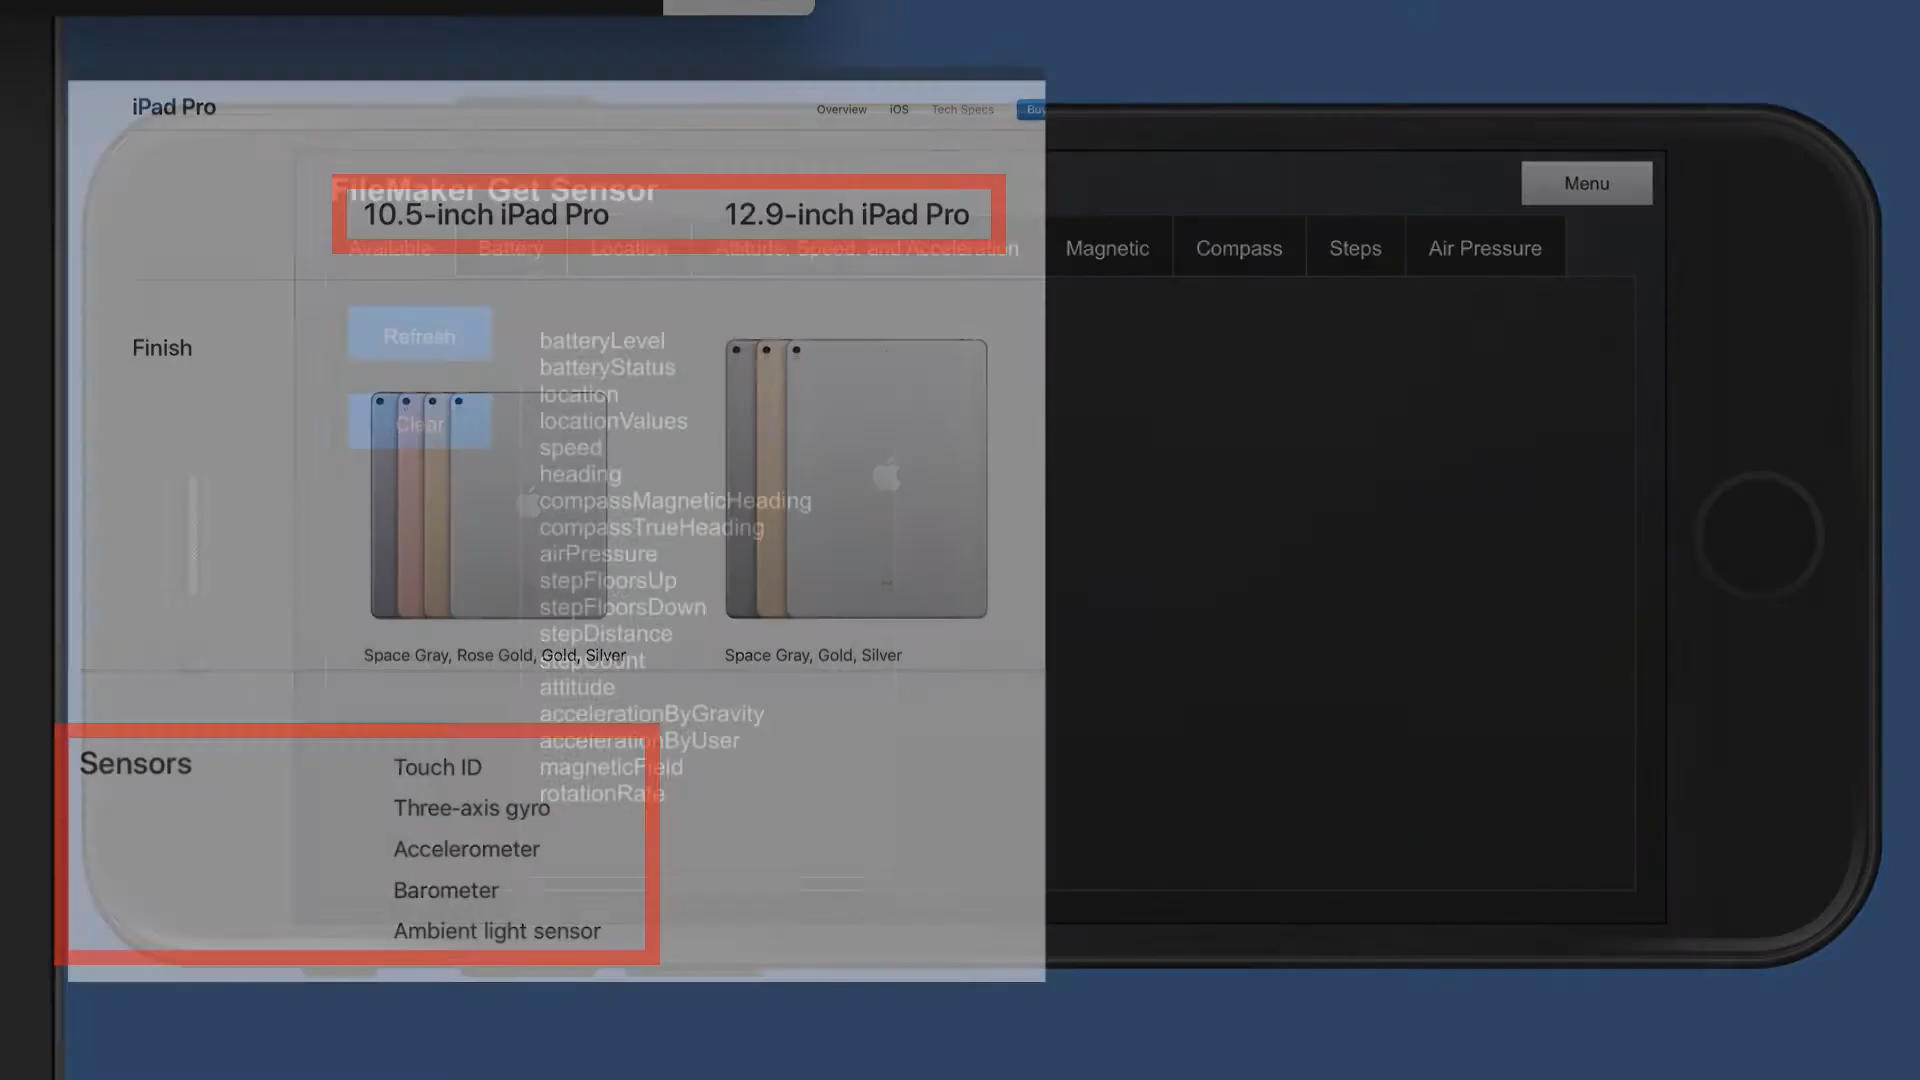 iPad Pro
Overview
iOS
Tech Specs
Buy
FileMaker Get Sensor
Menu
10.5-inch iPad Pro
12.9-inch iPad Pro
Available
Battery
Location
Attitude, Speed, and Acceleration
Magnetic
Compass
Steps
Air Pressure
Finish
Refresh
Clear
batteryLevel
batteryStatus
location
locationValues
speed
heading
compassMagneticHeading
compassTrueHeading
airPressure
stepFloorsUp
stepFloorsDown
stepDistance
stepCount
attitude
accelerationByGravity
accelerationByUser
magneticField
rotationRate
Space Gray, Rose Gold, Gold, Silver
Space Gray, Gold, Silver
Sensors
Touch ID
Three-axis gyro
Accelerometer
Barometer
Ambient light sensor